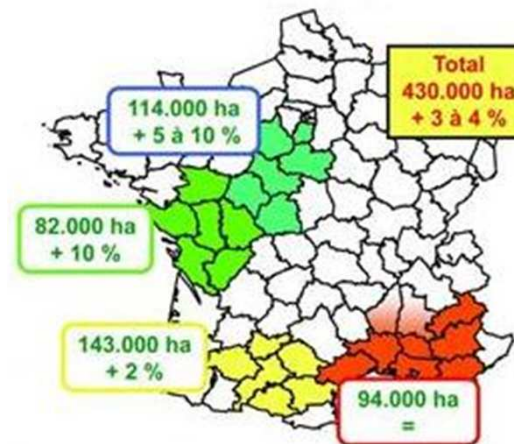 Total
430.000 ha
+ 3 à 4 %
114.000 ha
+ 5 à 10 %
82.000 ha
+ 10 %
143.000 ha
+ 2 %
94.000 ha
=